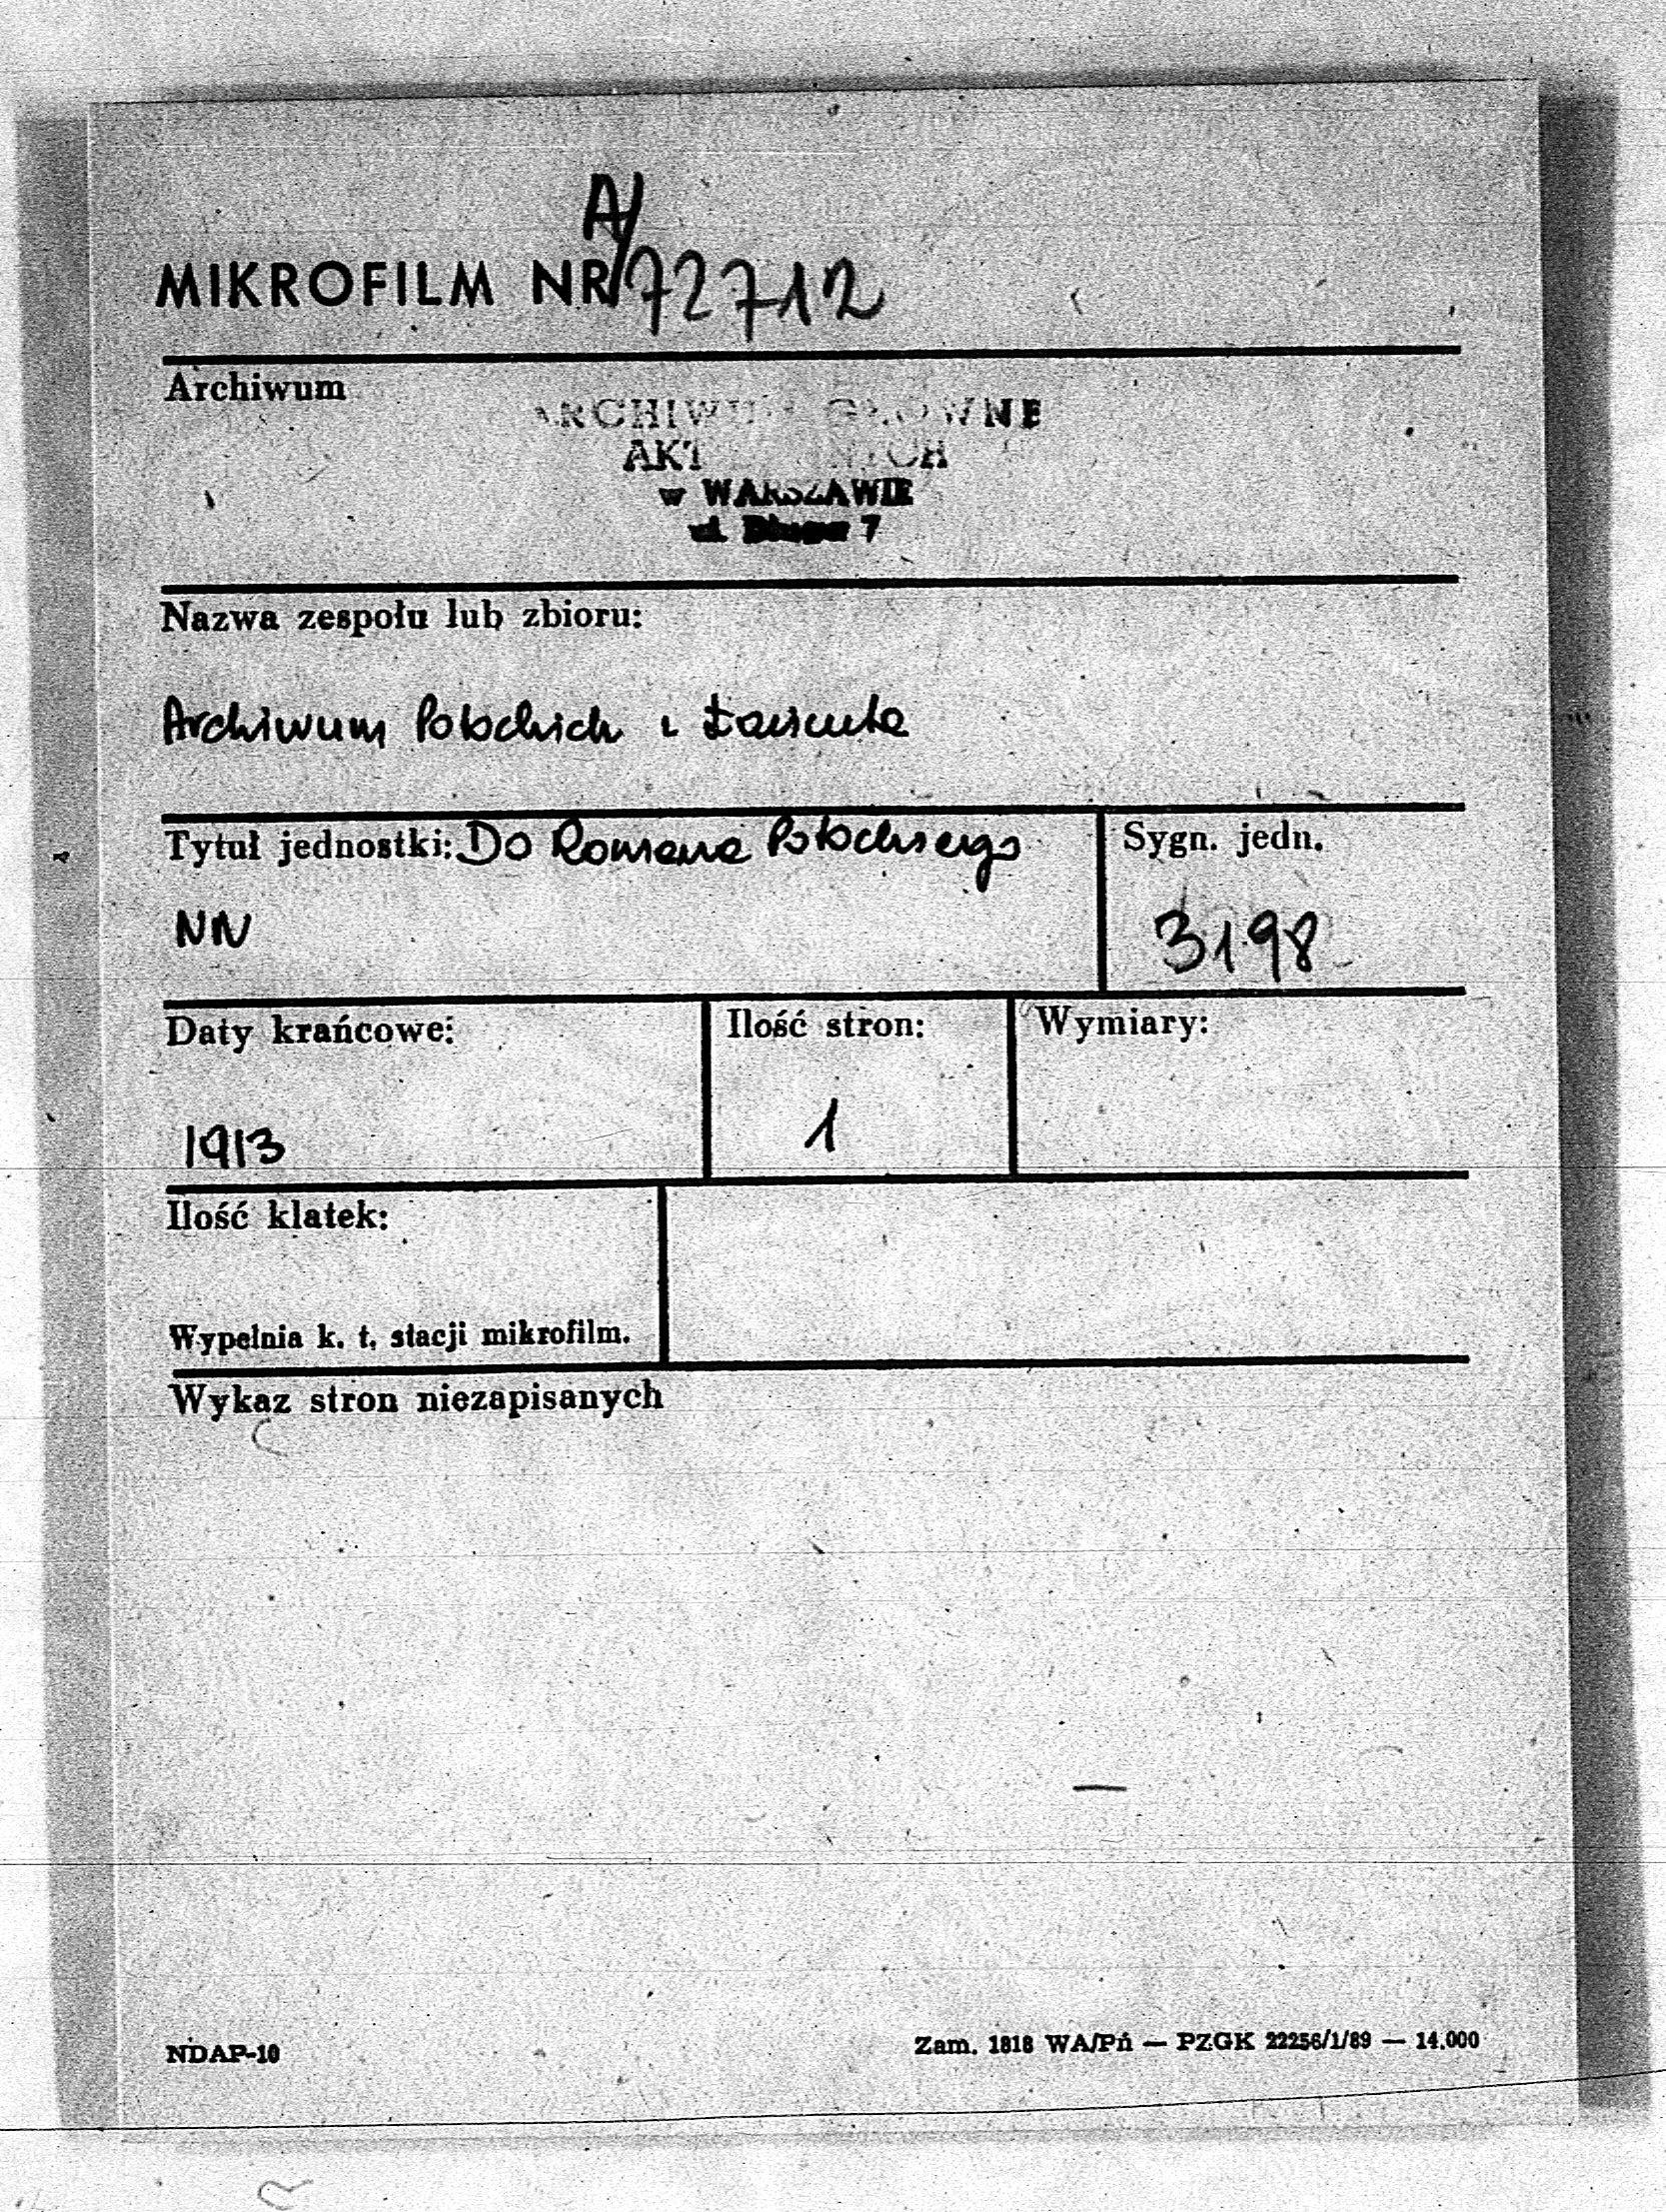 A/
MIKROFILM NR 72712
Archiwum
ARCHIWUM GŁÓWNE
AKT DAWNYCH
w WARSZAWIE
ul. Długa 7
Nazwa zespołu lub zbioru:
Archiwum Potockich z Łańcuta
Tytuł jednostki: Do Romana Potockiego
Sygn. jedn.
NN
3198
Daty krańcowe:
Ilość stron:
Wymiary:
1913
1
Ilość klatek:
Wypełnia k. t. stacji mikrofilm.
Wykaz stron niezapisanych
NDAP-10
Zam. 1818 WA/Pń — PZGK 22256/1/89 — 14.000